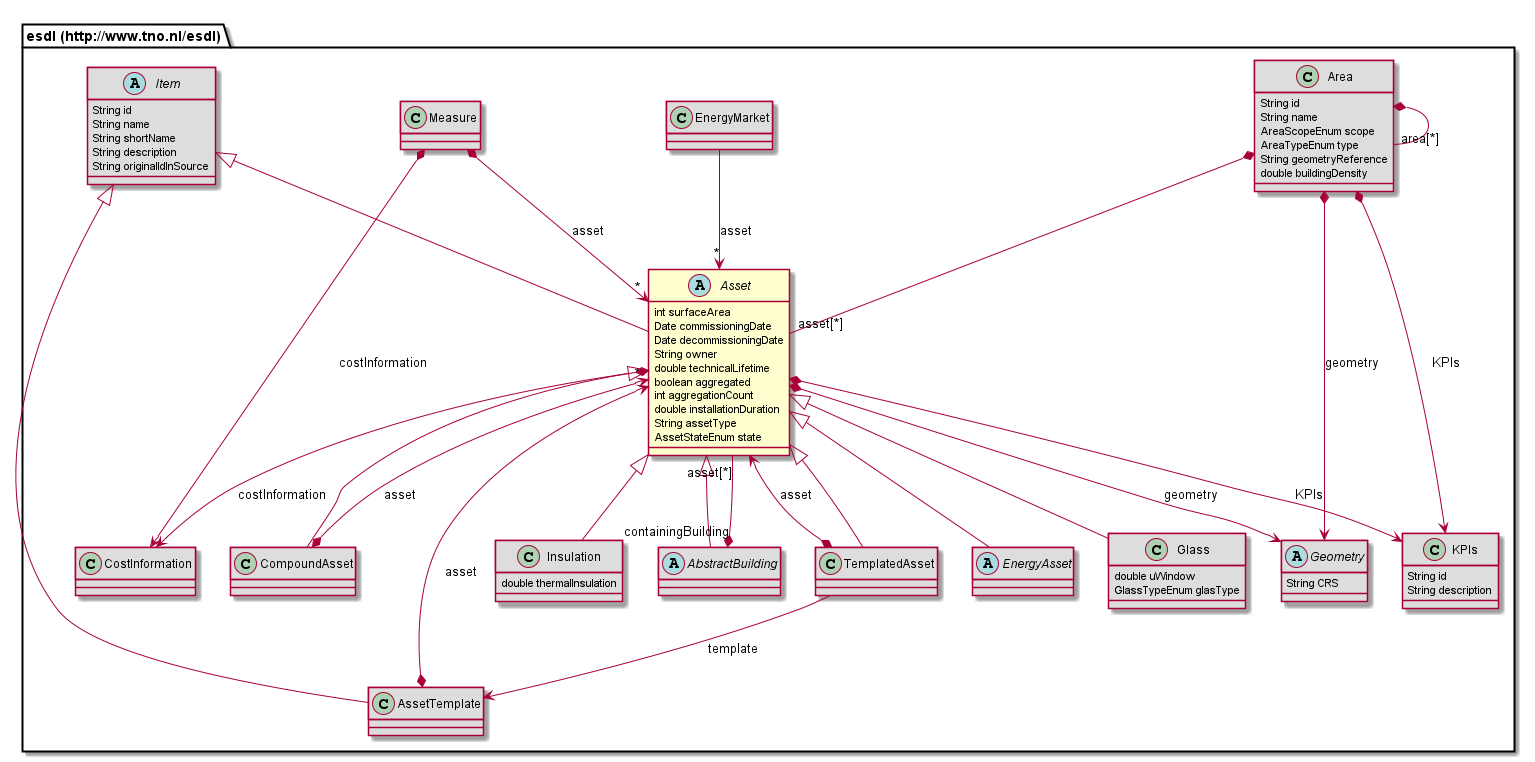 esdl (http://www.tno.nl/esdl)
A Item
String id
String name
String shortName
String description
String originalIdInSource
C Measure
C EnergyMarket
C Area
String id
String name
AreaScopeEnum scope
AreaTypeEnum type
String geometryReference
double buildingDensity
area[*]
asset
*
asset
*
A Asset
int surfaceArea
Date commissioningDate
Date decommissioningDate
String owner
double technicalLifetime
boolean aggregated
int aggregationCount
double installationDuration
String assetType
AssetStateEnum state
asset[*]
costInformation
geometry
KPIs
asset[*]
costInformation
asset
asset
geometry
KPIs
containingBuilding
C CostInformation
C CompoundAsset
C Insulation
double thermalInsulation
A AbstractBuilding
C TemplatedAsset
A EnergyAsset
C Glass
double uWindow
GlassTypeEnum glasType
A Geometry
String CRS
C KPIs
String id
String description
asset
template
C AssetTemplate